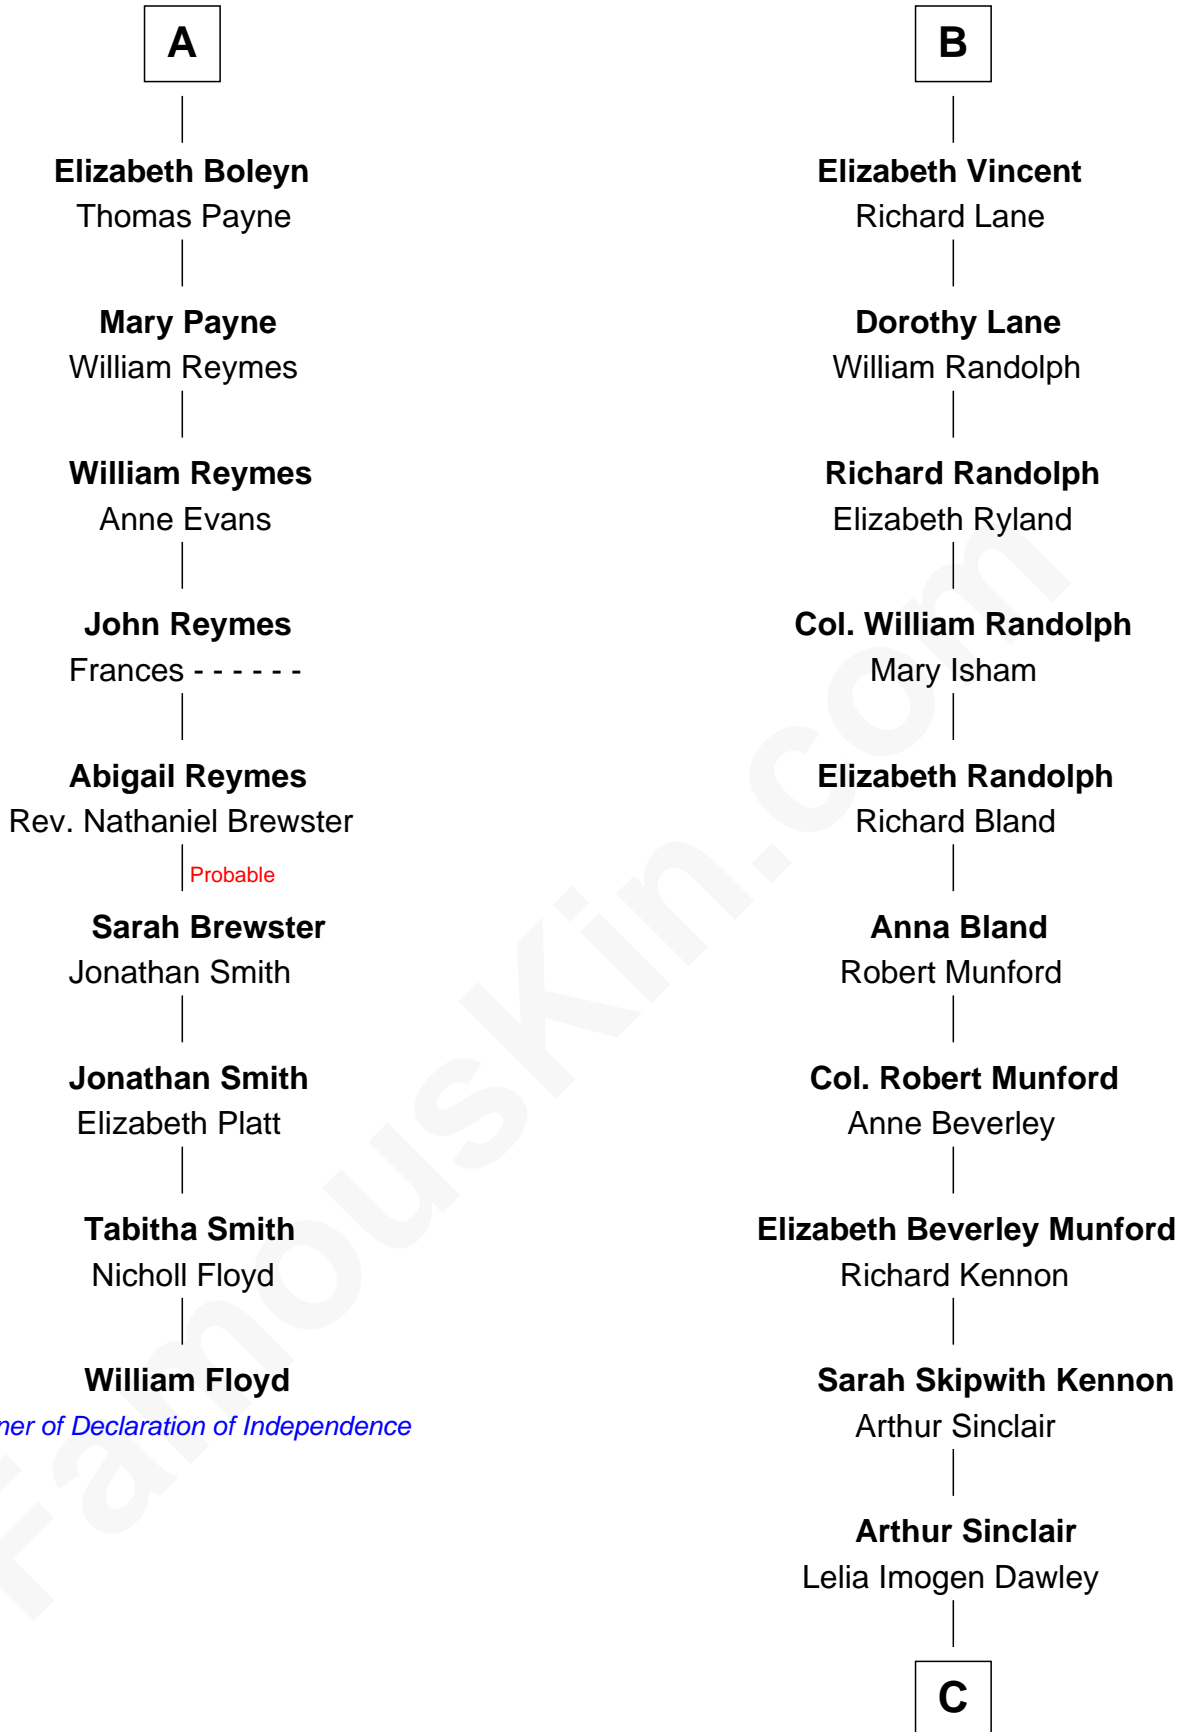 A
Elizabeth Boleyn
Thomas Payne
Mary Payne
William Reymes
William Reymes
Anne Evans
John Reymes
Frances - - - - - -
Abigail Reymes
Rev. Nathaniel Brewster
Probable
Sarah Brewster
Jonathan Smith
Jonathan Smith
Elizabeth Platt
Tabitha Smith
Nicholl Floyd
William Floyd
ner of Declaration of Independence
B
Elizabeth Vincent
Richard Lane
Dorothy Lane
William Randolph
Richard Randolph
Elizabeth Ryland
Col. William Randolph
Mary Isham
Elizabeth Randolph
Richard Bland
Anna Bland
Robert Munford
Col. Robert Munford
Anne Beverley
Elizabeth Beverley Munford
Richard Kennon
Sarah Skipwith Kennon
Arthur Sinclair
Arthur Sinclair
Lelia Imogen Dawley
C
FamousKin.com